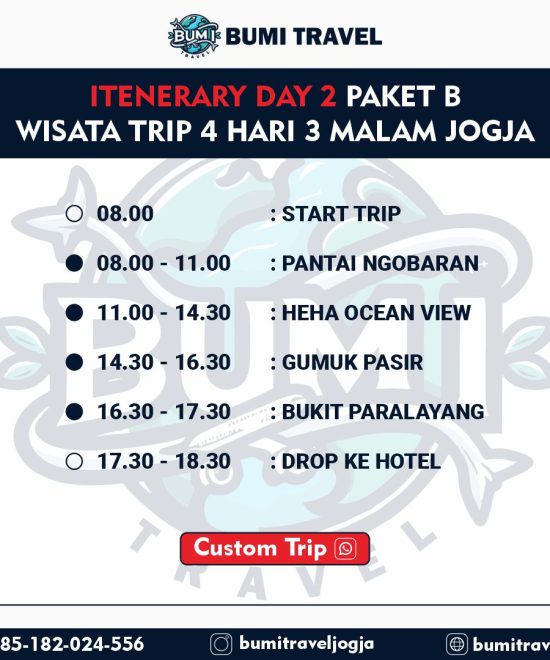 BUMI
TRAVEL
BUMI TRAVEL
ITENERARY DAY 2 PAKET B
WISATA TRIP 4 HARI 3 MALAM JOGJA
08.00 : START TRIP
08.00 - 11.00 : PANTAI NGOBARAN
11.00 - 14.30 : HEHA OCEAN VIEW
14.30 - 16.30 : GUMUK PASIR
16.30 - 17.30 : BUKIT PARALAYANG
17.30 - 18.30 : DROP KE HOTEL
BUMI
TRAVEL
Custom Trip
85-182-024-556 bumitraveljogja bumitrav